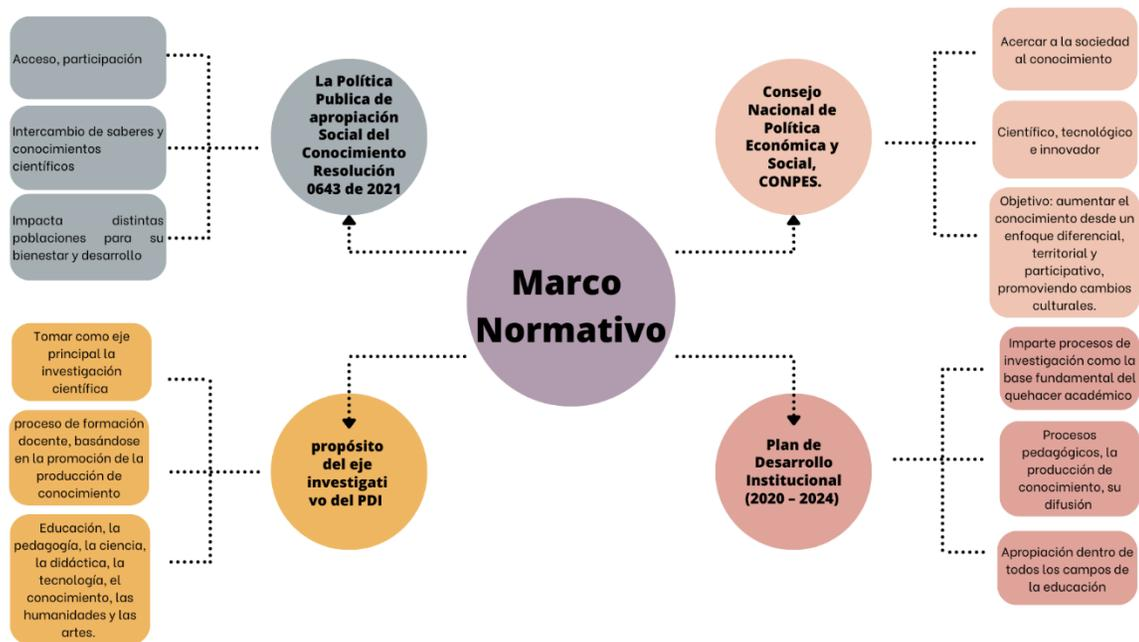 Marco
Normativo
La Política
Publica de
apropiación
Social del
Conocimiento
Resolución
0643 de 2021
Acceso, participación
Intercambio de saberes y
conocimientos
científicos
Impacta distintas
poblaciones para su
bienestar y desarrollo
Consejo
Nacional de
Política
Económica y
Social,
CONPES.
Acercar a la sociedad
al conocimiento
Científico, tecnológico
e innovador
Objetivo: aumentar el
conocimiento desde un
enfoque diferencial,
territorial y
participativo,
promoviendo cambios
culturales.
propósito
del eje
investigati
vo del PDI
Tomar como eje
principal la
investigación
científica
proceso de formación
docente, basándose
en la promoción de la
producción de
conocimiento
Educación, la
pedagogía, la ciencia,
la didáctica, la
tecnología, el
conocimiento, las
humanidades y las
artes.
Plan de
Desarrollo
Institucional
(2020 – 2024)
Imparte procesos de
investigación como la
base fundamental del
quehacer académico
Procesos
pedagógicos, la
producción de
conocimiento, su
difusión
Apropiación dentro de
todos los campos de
la educación